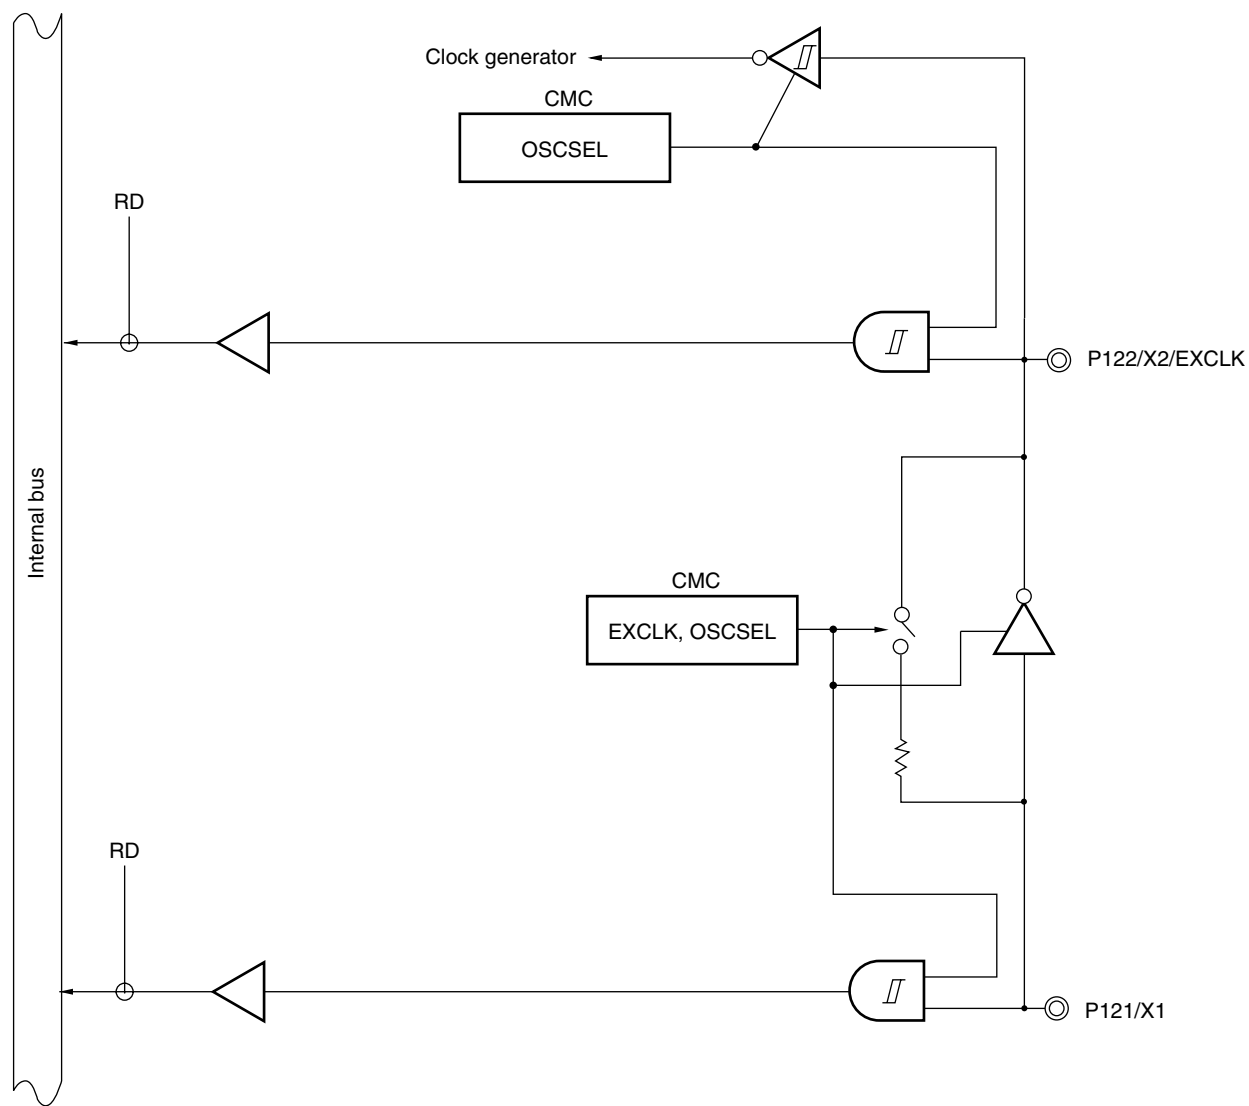 Clock generator
CMC
OSCSEL
RD
P122/X2/EXCLK
Internal bus
CMC
EXCLK, OSCSEL
RD
P121/X1